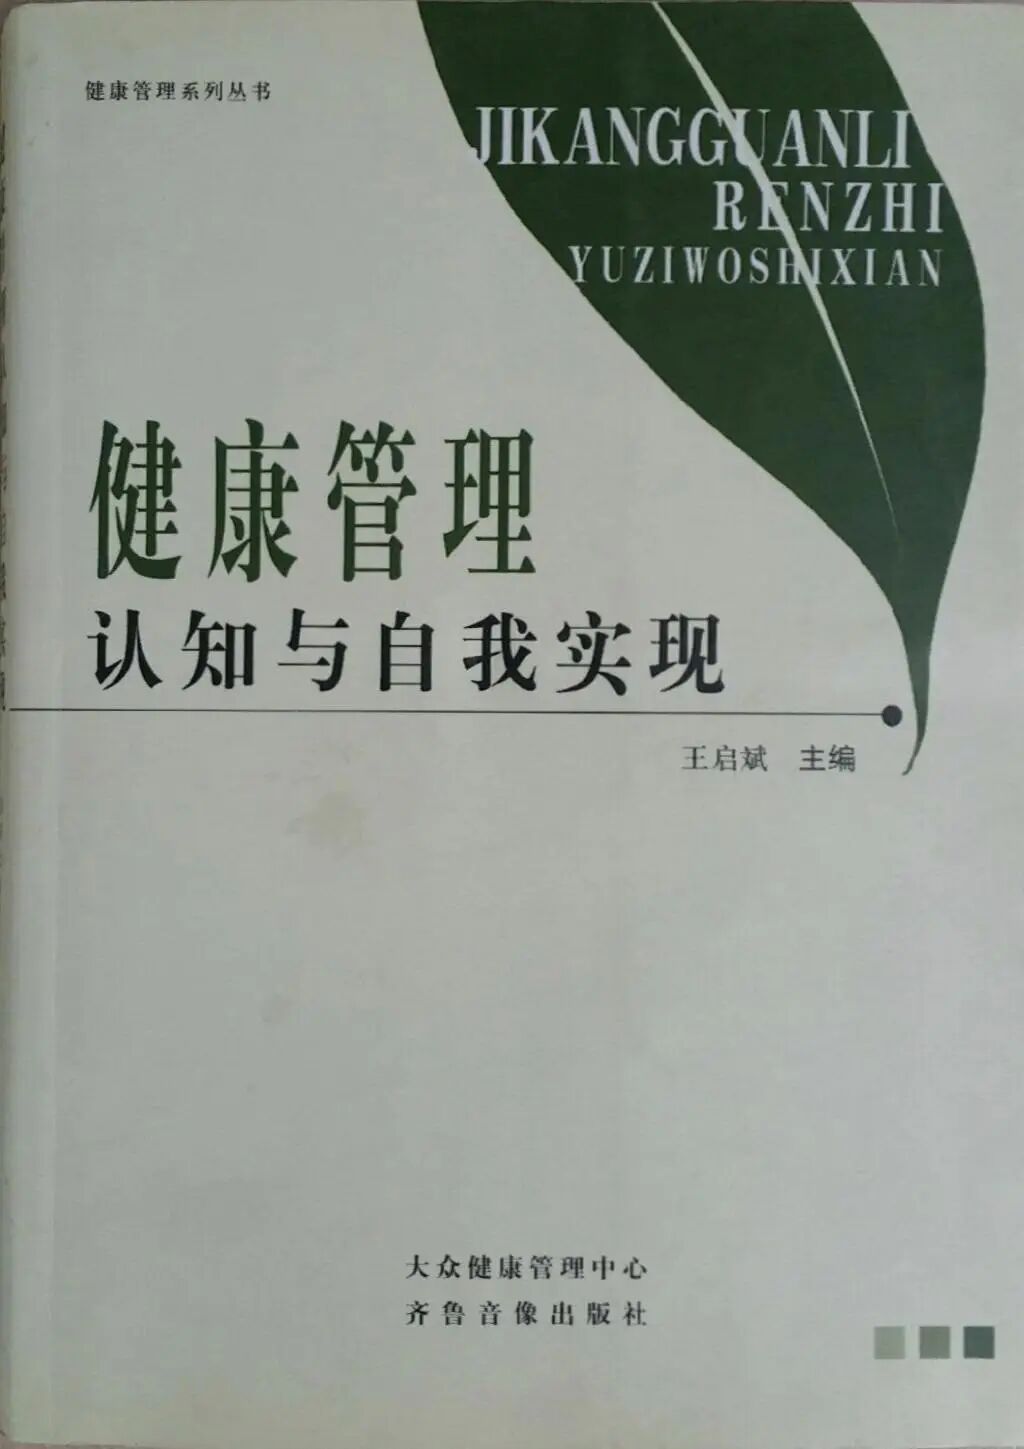 健康管理系列丛书
JIKANGGUANLI
RENZHI
YUZIWOSHIXIAN
健康管理
认知与自我实现
王启斌 主编
大众健康管理中心
齐鲁音像出版社